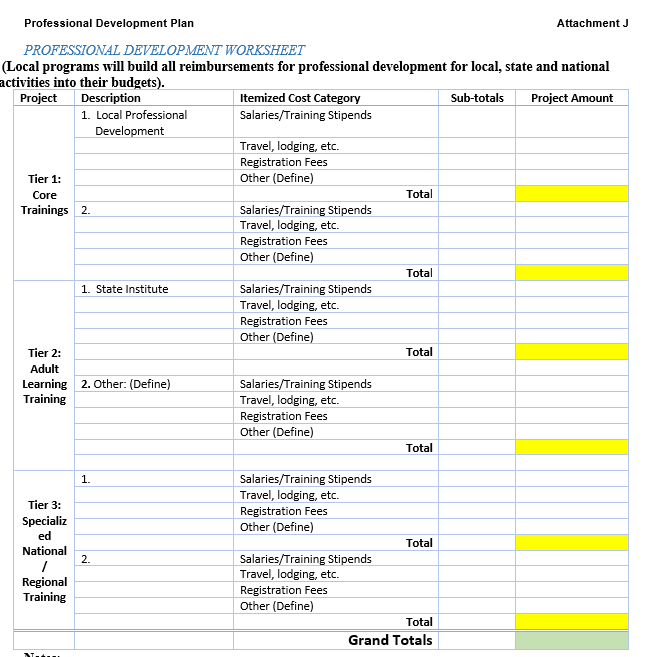 Professional Development Plan Attachment J
PROFESSIONAL DEVELOPMENT WORKSHEET
(Local programs will build all reimbursements for professional development for local, state and national
activities into their budgets).
Project Description Itemized Cost Category Sub-totals Project Amount
Tier 1:
Core
Trainings
1. Local Professional
Development
Salaries/Training Stipends
Travel, lodging, etc.
Registration Fees
Other (Define)
Total
2. Salaries/Training Stipends
Travel, lodging, etc.
Registration Fees
Other (Define)
Total
Tier 2:
Adult
Learning
Training
1. State Institute Salaries/Training Stipends
Travel, lodging, etc.
Registration Fees
Other (Define)
Total
2. Other: (Define) Salaries/Training Stipends
Travel, lodging, etc.
Registration Fees
Other (Define)
Total
Tier 3:
Specializ
ed
National
/
Regional
Training
1. Salaries/Training Stipends
Travel, lodging, etc.
Registration Fees
Other (Define)
Total
2. Salaries/Training Stipends
Travel, lodging, etc.
Registration Fees
Other (Define)
Total
Grand Totals